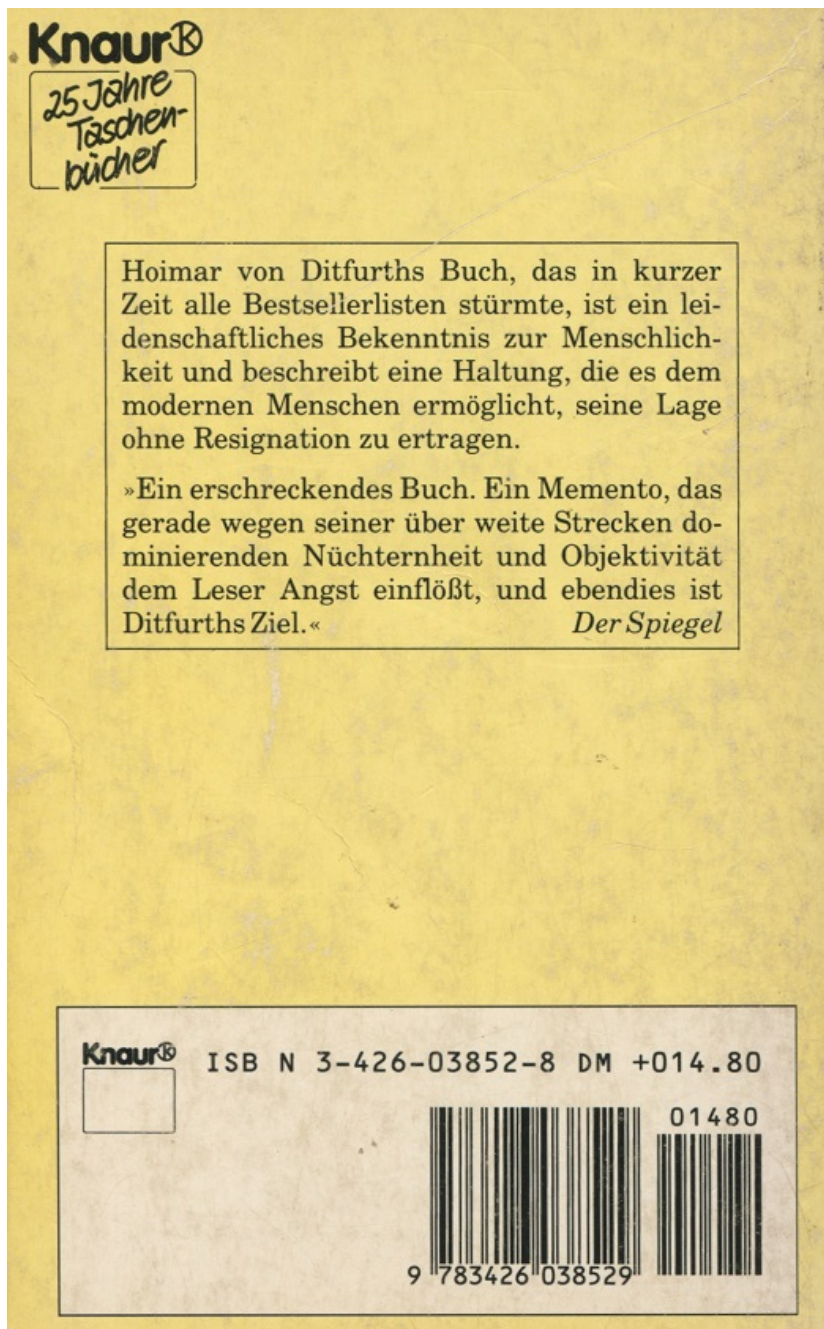 Knaur®
25 Jahre
Taschen-
bücher
Hoimar von Ditfurths Buch, das in kurzer
Zeit alle Bestsellerlisten stürmte, ist ein lei-
denschaftliches Bekenntnis zur Menschlich-
keit und beschreibt eine Haltung, die es dem
modernen Menschen ermöglicht, seine Lage
ohne Resignation zu ertragen.
»Ein erschreckendes Buch. Ein Memento, das
gerade wegen seiner über weite Strecken do-
minierenden Nüchternheit und Objektivität
dem Leser Angst einflößt, und ebendies ist
Ditfurths Ziel.« Der Spiegel
Knaur®
ISB N 3-426-03852-8 DM +014.80
01480
9 783426 038529